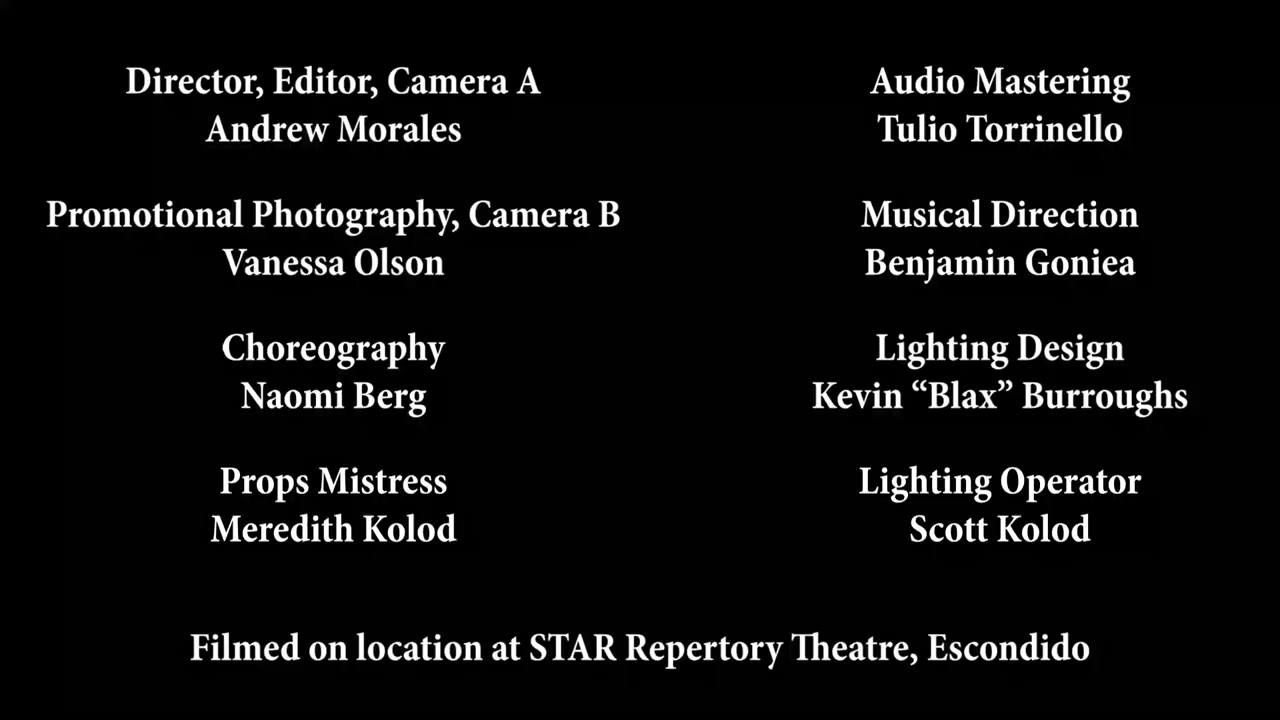 Director, Editor, Camera A
Andrew Morales
Promotional Photography, Camera B
Vanessa Olson
Choreography
Naomi Berg
Props Mistress
Meredith Kolod
Audio Mastering
Tulio Torrinello
Musical Direction
Benjamin Goniea
Lighting Design
Kevin “Blax” Burroughs
Lighting Operator
Scott Kolod
Filmed on location at STAR Repertory Theatre, Escondido